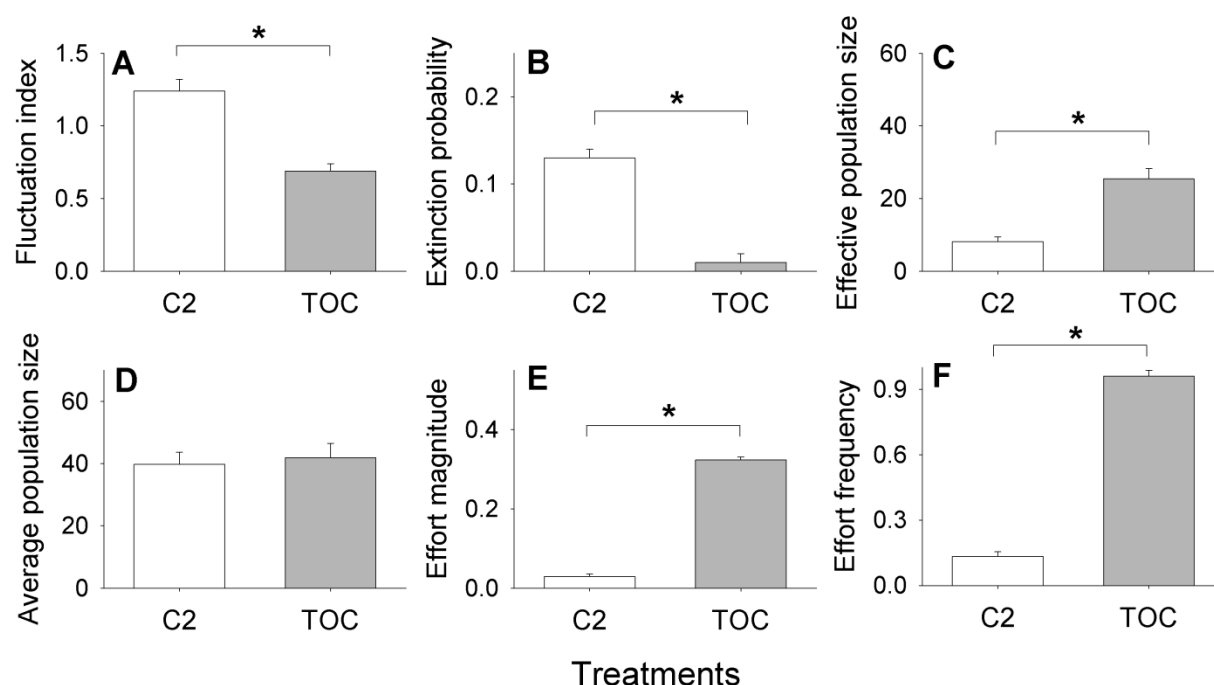 A
*
Fluctuation index
1.5
1.0
0.5
0.0
C2 TOC
B
*
Extinction probability
0.2
0.1
0.0
C2 TOC
C
*
Effective population size
60
40
20
0
C2 TOC
D
Average population size
60
40
20
0
C2 TOC
E
*
Effort magnitude
0.4
0.2
0.0
C2 TOC
F
*
Effort frequency
0.9
0.6
0.3
0.0
C2 TOC
Treatments